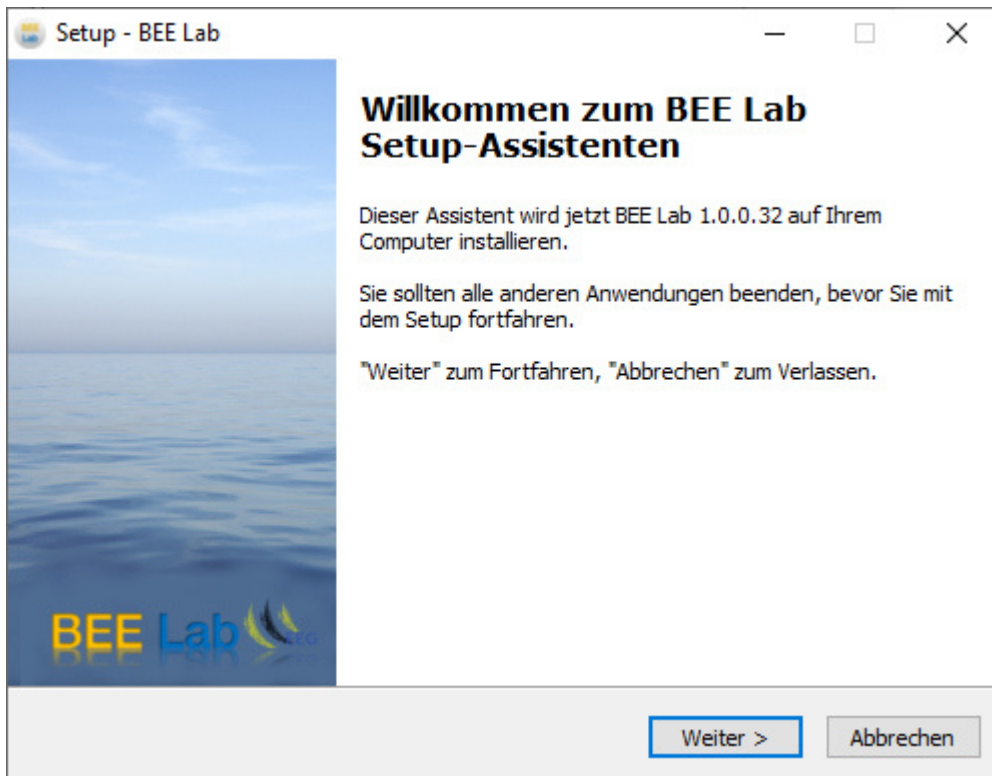 BEE
Lab
Setup - BEE Lab
Willkommen zum BEE Lab
Setup-Assistenten
Dieser Assistent wird jetzt BEE Lab 1.0.0.32 auf Ihrem
Computer installieren.
Sie sollten alle anderen Anwendungen beenden, bevor Sie mit
dem Setup fortfahren.
"Weiter" zum Fortfahren, "Abbrechen" zum Verlassen.
BEE Lab
Weiter >
Abbrechen